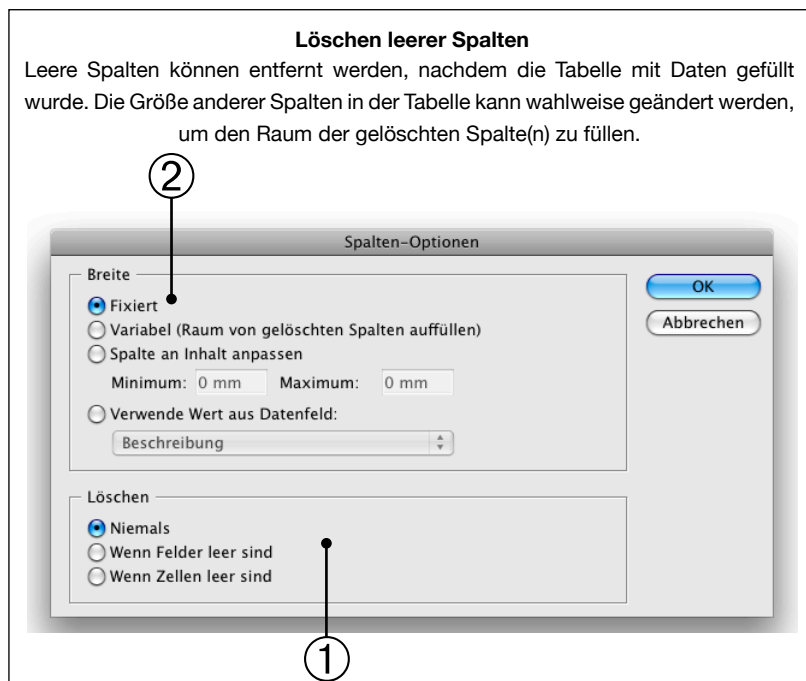 Löschen leerer Spalten
Leere Spalten können entfernt werden, nachdem die Tabelle mit Daten gefüllt
wurde. Die Größe anderer Spalten in der Tabelle kann wahlweise geändert werden,
um den Raum der gelöschten Spalte(n) zu füllen.
②
Spalten-Optionen
Breite
Fixiert
Variabel (Raum von gelöschten Spalten auffüllen)
Spalte an Inhalt anpassen
Minimum: 0 mm Maximum: 0 mm
Verwende Wert aus Datenfeld:
Beschreibung
OK
Abbrechen
Löschen
Niemals
Wenn Felder leer sind
Wenn Zellen leer sind
①